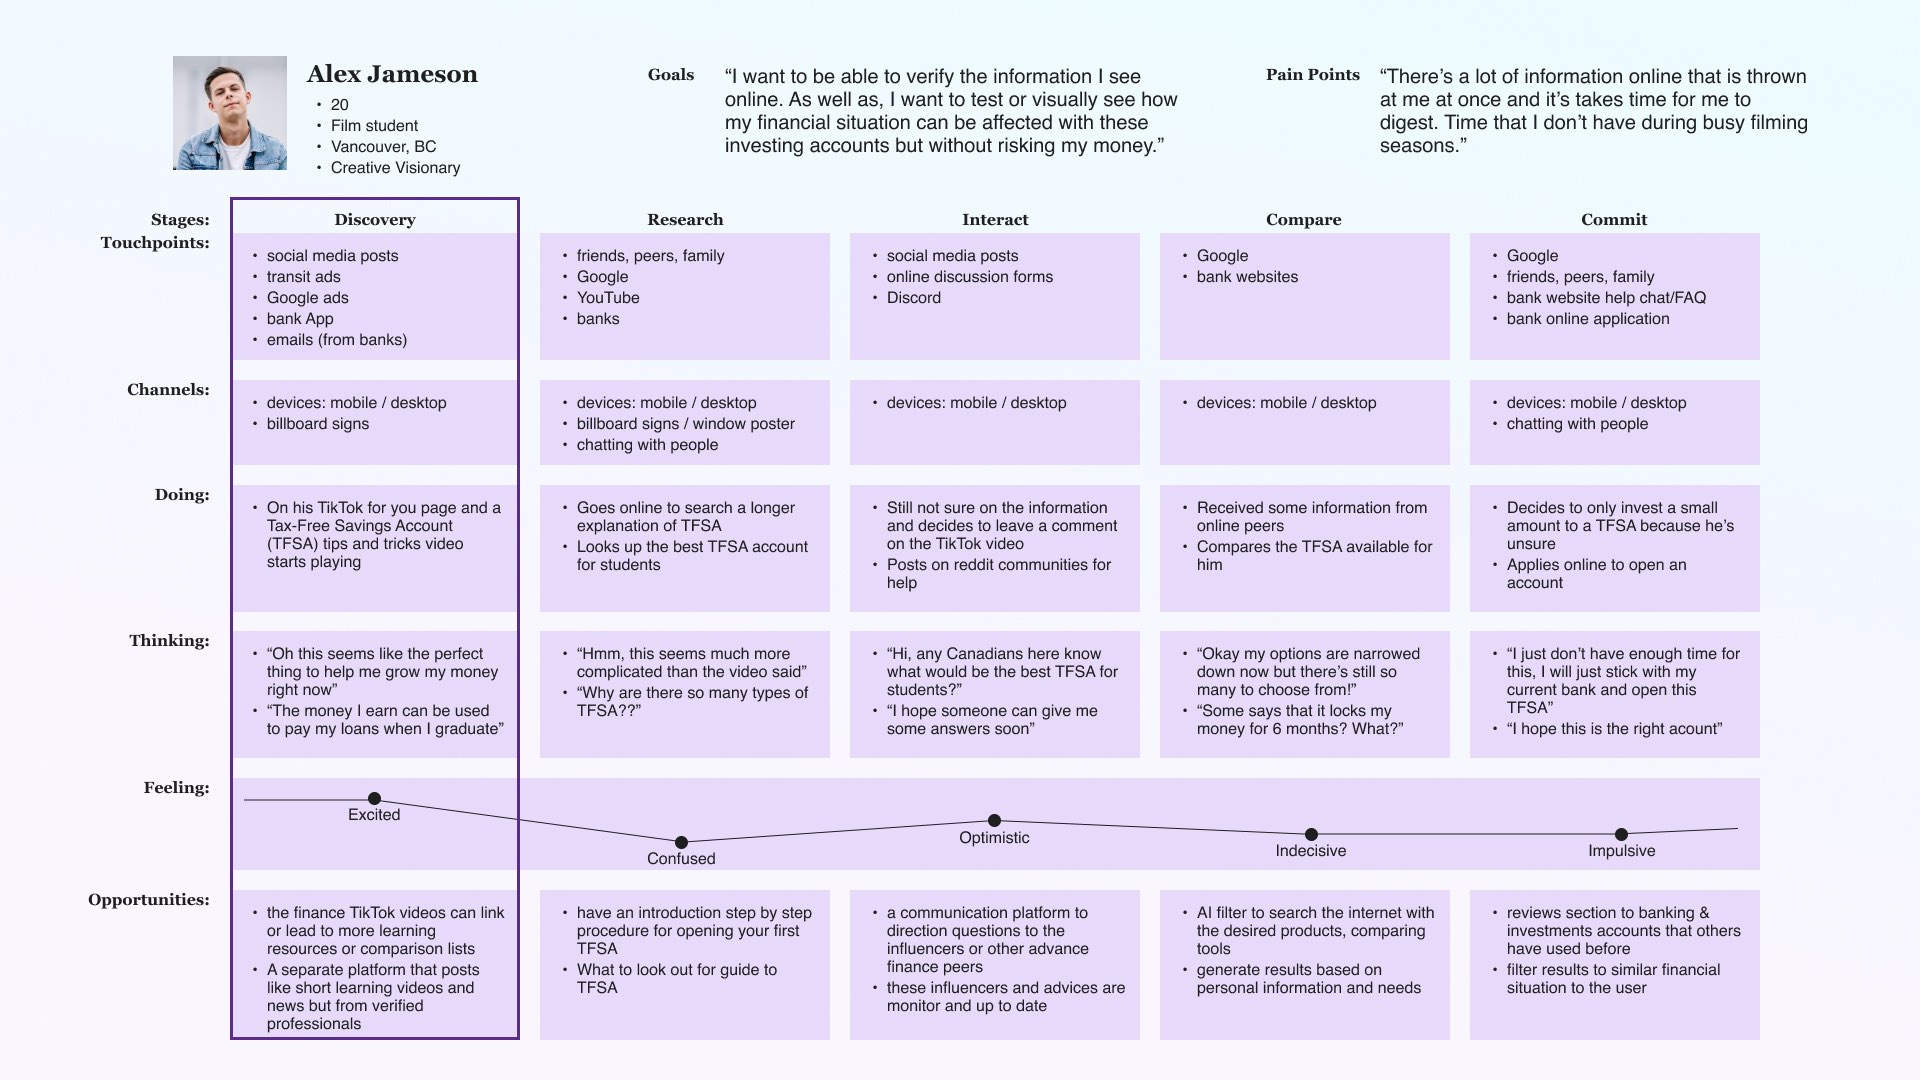 Alex Jameson
• 20
• Film student
• Vancouver, BC
• Creative Visionary
Goals
“I want to be able to verify the information I see
online. As well as, I want to test or visually see how
my financial situation can be affected with these
investing accounts but without risking my money.”
Pain Points
“There’s a lot of information online that is thrown
at me at once and it’s takes time for me to
digest. Time that I don’t have during busy filming
seasons.”
Stages:
Discovery
Research
Interact
Compare
Commit
Touchpoints:
• social media posts
• transit ads
• Google ads
• bank App
• emails (from banks)
• friends, peers, family
• Google
• YouTube
• banks
• social media posts
• online discussion forms
• Discord
• Google
• bank websites
• Google
• friends, peers, family
• bank website help chat/FAQ
• bank online application
Channels:
• devices: mobile / desktop
• billboard signs
• devices: mobile / desktop
• billboard signs / window poster
• chatting with people
• devices: mobile / desktop
• devices: mobile / desktop
• devices: mobile / desktop
• chatting with people
Doing:
• On his TikTok for you page and a
Tax-Free Savings Account
(TFSA) tips and tricks video
starts playing
• Goes online to search a longer
explanation of TFSA
• Looks up the best TFSA account
for students
• Still not sure on the information
and decides to leave a comment
on the TikTok video
• Posts on reddit communities for
help
• Received some information from
online peers
• Compares the TFSA available for
him
• Decides to only invest a small
amount to a TFSA because he’s
unsure
• Applies online to open an
account
Thinking:
• “Oh this seems like the perfect
thing to help me grow my money
right now”
• “The money I earn can be used
to pay my loans when I graduate”
• “Hmm, this seems much more
complicated than the video said”
• “Why are there so many types of
TFSA??”
• “Hi, any Canadians here know
what would be the best TFSA for
students?”
• “I hope someone can give me
some answers soon”
• “Okay my options are narrowed
down now but there’s still so
many to choose from!”
• “Some says that it locks my
money for 6 months? What?”
• “I just don’t have enough time for
this, I will just stick with my
current bank and open this
TFSA”
• “I hope this is the right acount”
Feeling:
Excited
Confused
Optimistic
Indecisive
Impulsive
Opportunities:
• the finance TikTok videos can link
or lead to more learning
resources or comparison lists
• A separate platform that posts
like short learning videos and
news but from verified
professionals
• have an introduction step by step
procedure for opening your first
TFSA
• What to look out for guide to
TFSA
• a communication platform to
direction questions to the
influencers or other advance
finance peers
• these influencers and advices are
monitor and up to date
• AI filter to search the internet with
the desired products, comparing
tools
• generate results based on
personal information and needs
• reviews section to banking &
investments accounts that others
have used before
• filter results to similar financial
situation to the user